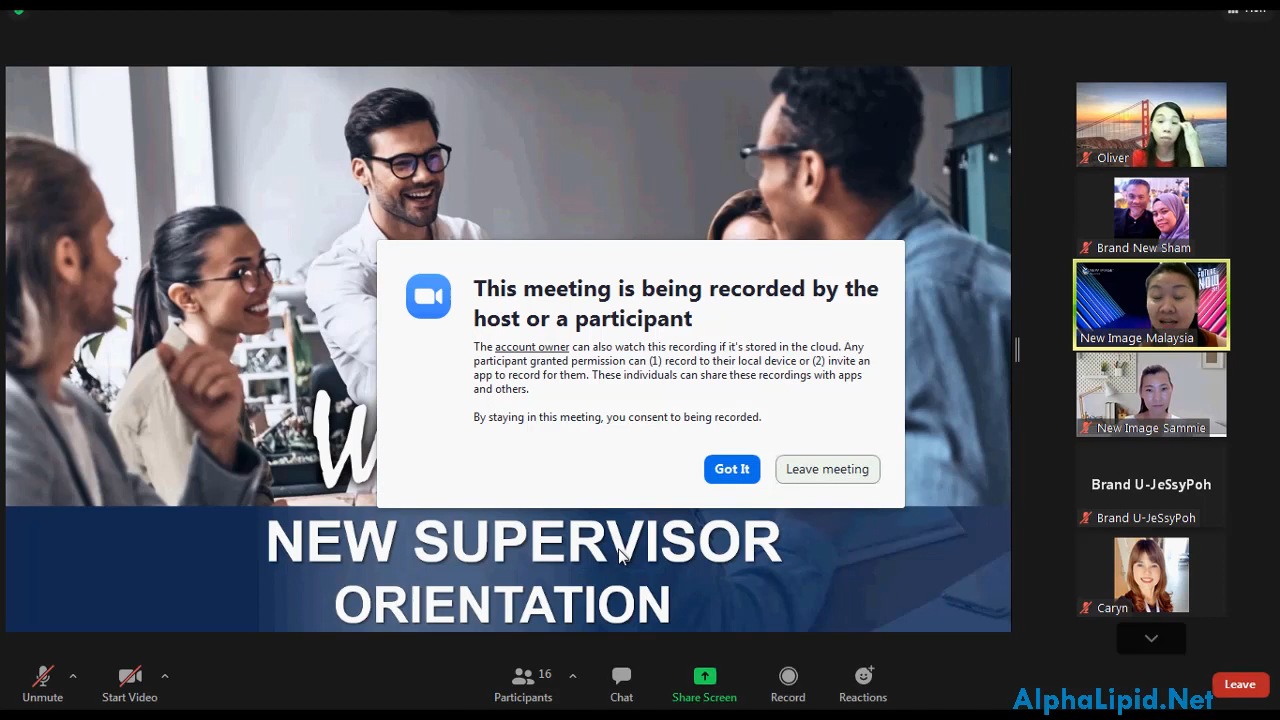 Oliver
Brand New Sham
New Image Malaysia
New Image Sammie
Brand U-JeSsyPoh
Brand U-JeSsyPoh
Caryn
This meeting is being recorded by the
host or a participant
The account owner can also watch this recording if it's stored in the cloud. Any
participant granted permission can (1) record to their local device or (2) invite an
app to record for them. These individuals can share these recordings with apps
and others.
By staying in this meeting, you consent to being recorded.
Got It
Leave meeting
W
NEW SUPERVISOR
ORIENTATION
Unmute
Start Video
16
Participants
Chat
Share Screen
Record
Reactions
Leave
AlphaLipid.Net